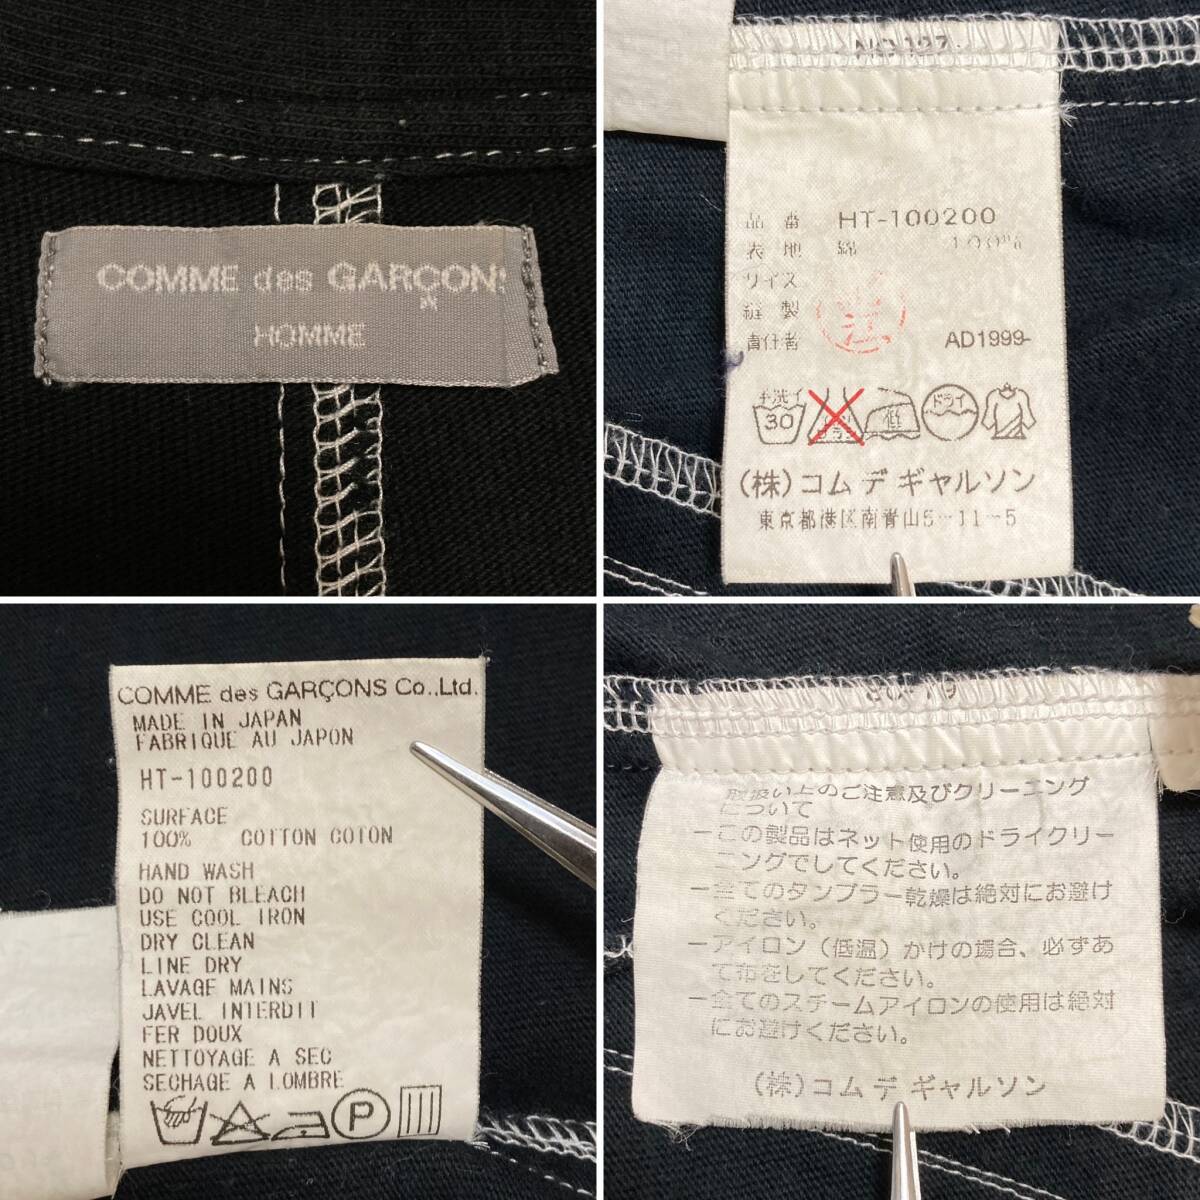 COMME des GARÇONS
HOMME
品番 HT-100200
表地 綿 100%
サイズ
縫製
責任者 AD1999-
手洗イ ドライ
30 低
(株)コム デ ギャルソン
東京都港区南青山5-11-5
COMME des GARÇONS Co.,Ltd.
MADE IN JAPAN
FABRIQUE AU JAPON
HT-100200
SURFACE
100% COTTON COTON
HAND WASH
DO NOT BLEACH
USE COOL IRON
DRY CLEAN
LINE DRY
LAVAGE MAINS
JAVEL INTERDIT
FER DOUX
NETTOYAGE A SEC
SECHAGE A LOMBRE
P
取扱い上のご注意及びクリーニング
について
ーこの製品はネット使用のドライクリー
ニングでしてください。
ー全てのタンブラー乾燥は絶対にお避け
ください。
ーアイロン(低温)かけの場合、必ずあ
て布をしてください。
ー全てのスチームアイロンの使用は絶対
にお避けください。
(株)コム デ ギャルソン